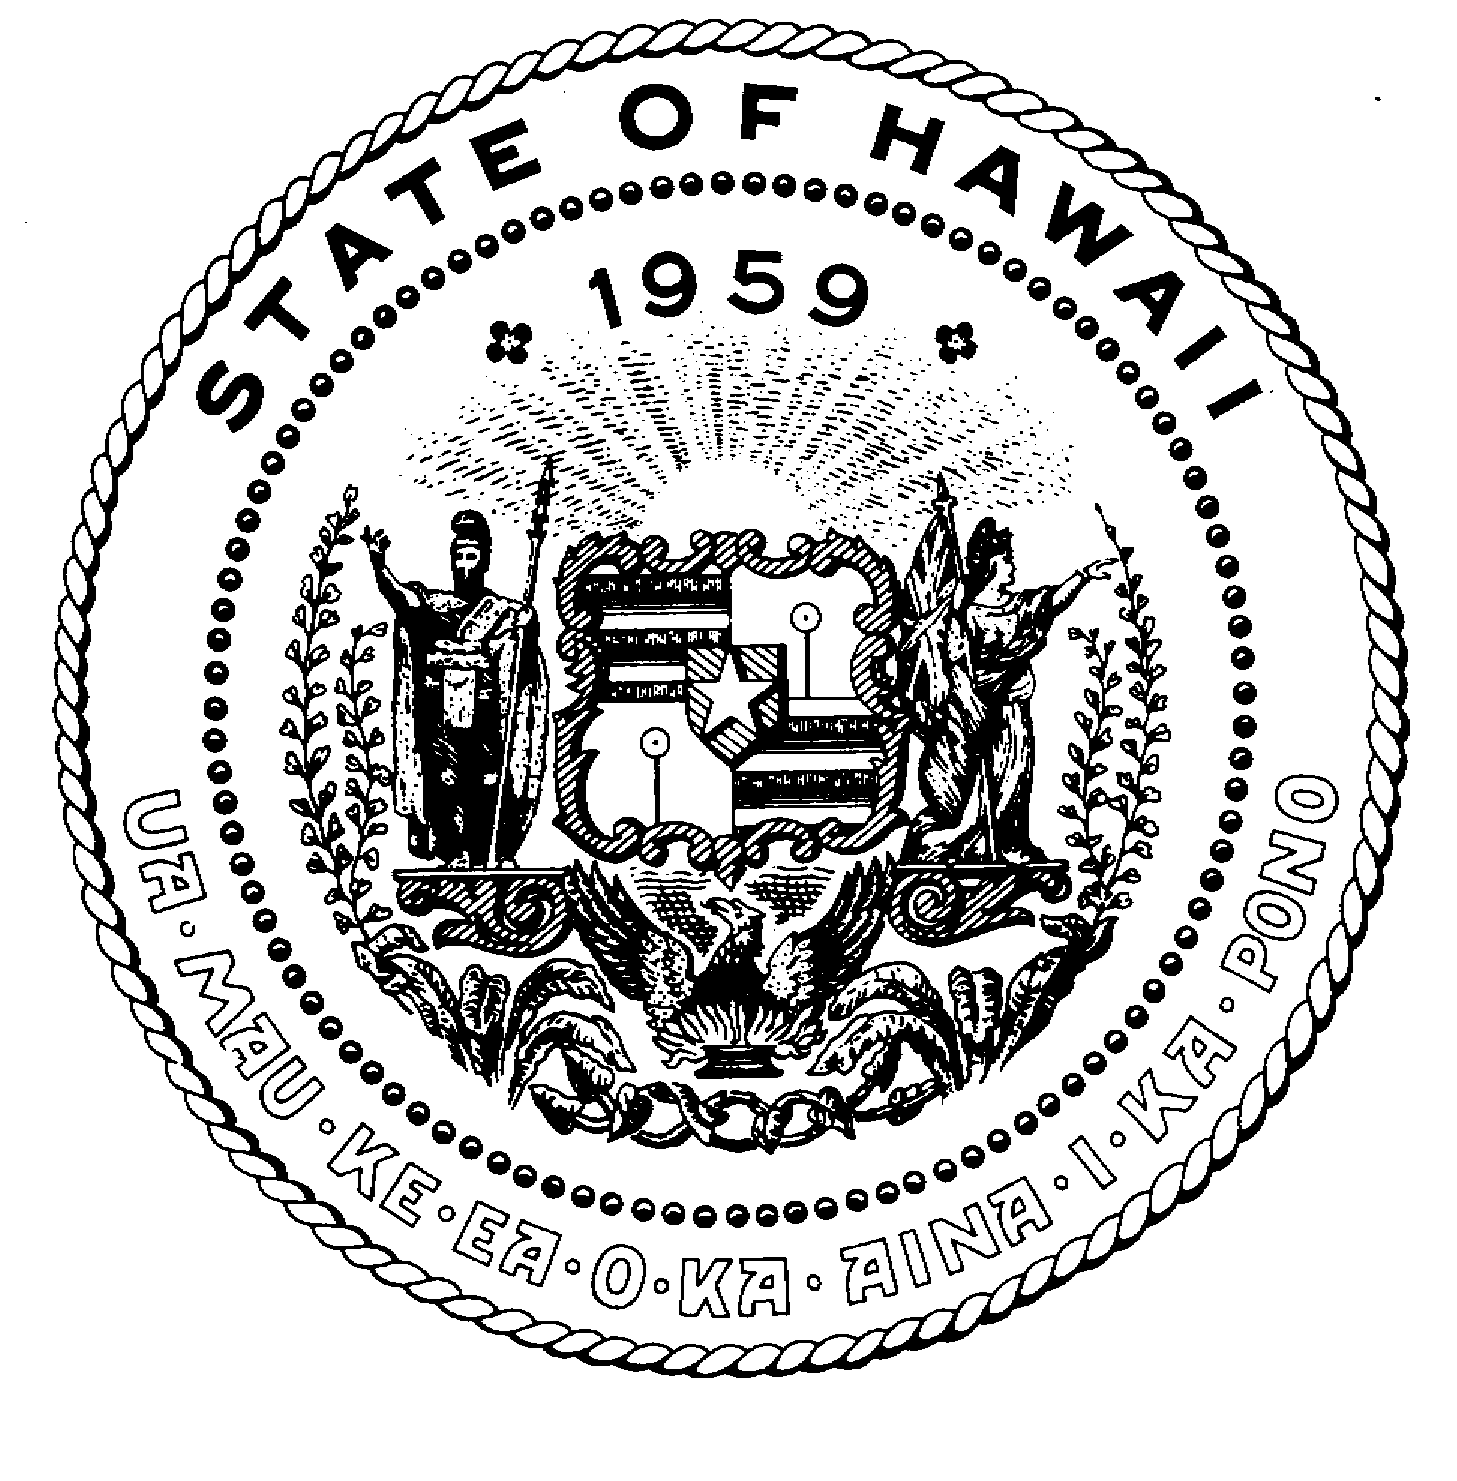 STATE OF HAWAII
1959
UA · MAU · KE · EA · O · KA · AINA · I · KA · PONO